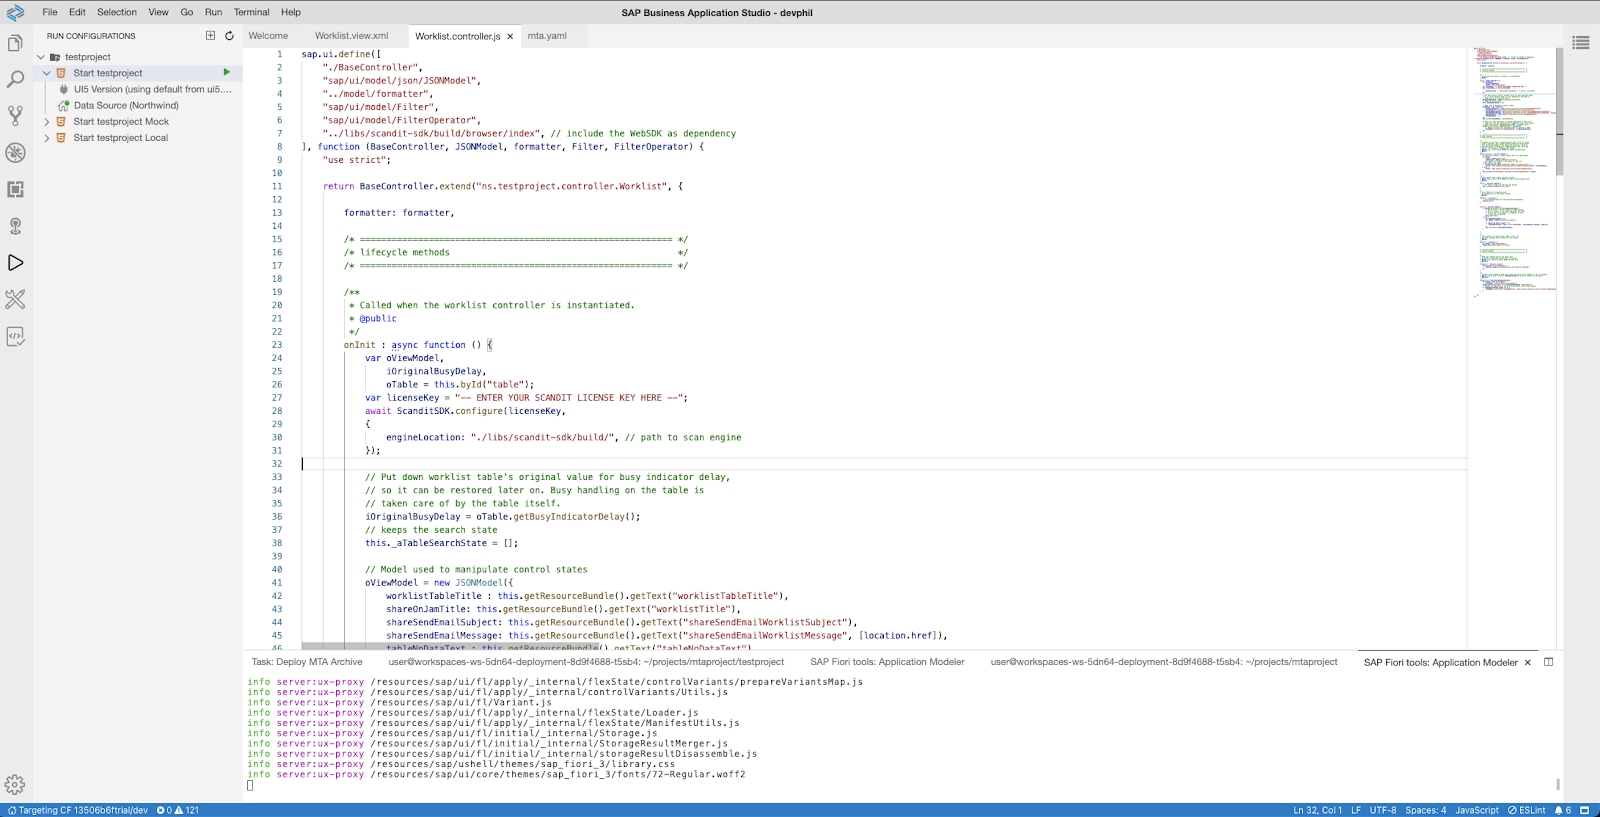 File Edit Selection View Go Run Terminal Help
SAP Business Application Studio - devphil
RUN CONFIGURATIONS
testproject
Start testproject
UI5 Version (using default from ui5....
Data Source (Northwind)
Start testproject Mock
Start testproject Local
Welcome Worklist.view.xml Worklist.controller.js × mta.yaml
1 sap.ui.define([
2 "./BaseController",
3 "sap/ui/model/json/JSONModel",
4 "../model/formatter",
5 "sap/ui/model/Filter",
6 "sap/ui/model/FilterOperator",
7 "../libs/scandit-sdk/build/browser/index", // include the WebSDK as dependency
8 ], function (BaseController, JSONModel, formatter, Filter, FilterOperator) {
9 "use strict";
10
11 return BaseController.extend("ns.testproject.controller.Worklist", {
12
13 formatter: formatter,
14
15 /* =========================================================== */
16 /* lifecycle methods */
17 /* =========================================================== */
18
19 /**
20 * Called when the worklist controller is instantiated.
21 * @public
22 */
23 onInit : async function () {
24 var oViewModel,
25 iOriginalBusyDelay,
26 oTable = this.byId("table");
27 var licenseKey = "-- ENTER YOUR SCANDIT LICENSE KEY HERE --";
28 await ScanditSDK.configure(licenseKey,
29 {
30 engineLocation: "./libs/scandit-sdk/build/", // path to scan engine
31 });
32
33 // Put down worklist table's original value for busy indicator delay,
34 // so it can be restored later on. Busy handling on the table is
35 // taken care of by the table itself.
36 iOriginalBusyDelay = oTable.getBusyIndicatorDelay();
37 // keeps the search state
38 this._aTableSearchState = [];
39
40 // Model used to manipulate control states
41 oViewModel = new JSONModel({
42 worklistTableTitle : this.getResourceBundle().getText("worklistTableTitle"),
43 shareOnJamTitle: this.getResourceBundle().getText("worklistTitle"),
44 shareSendEmailSubject: this.getResourceBundle().getText("shareSendEmailWorklistSubject"),
45 shareSendEmailMessage: this.getResourceBundle().getText("shareSendEmailWorklistMessage", [location.href]),
46 tableNoDataText : this.getResourceBundle().getText("tableNoDataText")
Task: Deploy MTA Archive user@workspaces-ws-5dn64-deployment-8d9f4688-t5sb4: ~/projects/mtaproject/testproject SAP Fiori tools: Application Modeler user@workspaces-ws-5dn64-deployment-8d9f4688-t5sb4: ~/projects/mtaproject SAP Fiori tools: Application Modeler ×
info server:ux-proxy /resources/sap/ui/fl/apply/_internal/flexState/controlVariants/prepareVariantsMap.js
info server:ux-proxy /resources/sap/ui/fl/apply/_internal/controlVariants/Utils.js
info server:ux-proxy /resources/sap/ui/fl/Variant.js
info server:ux-proxy /resources/sap/ui/fl/apply/_internal/flexState/Loader.js
info server:ux-proxy /resources/sap/ui/fl/apply/_internal/flexState/ManifestUtils.js
info server:ux-proxy /resources/sap/ui/fl/initial/_internal/Storage.js
info server:ux-proxy /resources/sap/ui/fl/initial/_internal/StorageResultMerger.js
info server:ux-proxy /resources/sap/ui/fl/initial/_internal/storageResultDisassemble.js
info server:ux-proxy /resources/sap/ushell/themes/sap_fiori_3/library.css
info server:ux-proxy /resources/sap/ui/core/themes/sap_fiori_3/fonts/72-Regular.woff2
Targeting CF 13506b6ftrial/dev 0 121 Ln 32, Col 1 LF UTF-8 Spaces: 4 JavaScript ESLint 6